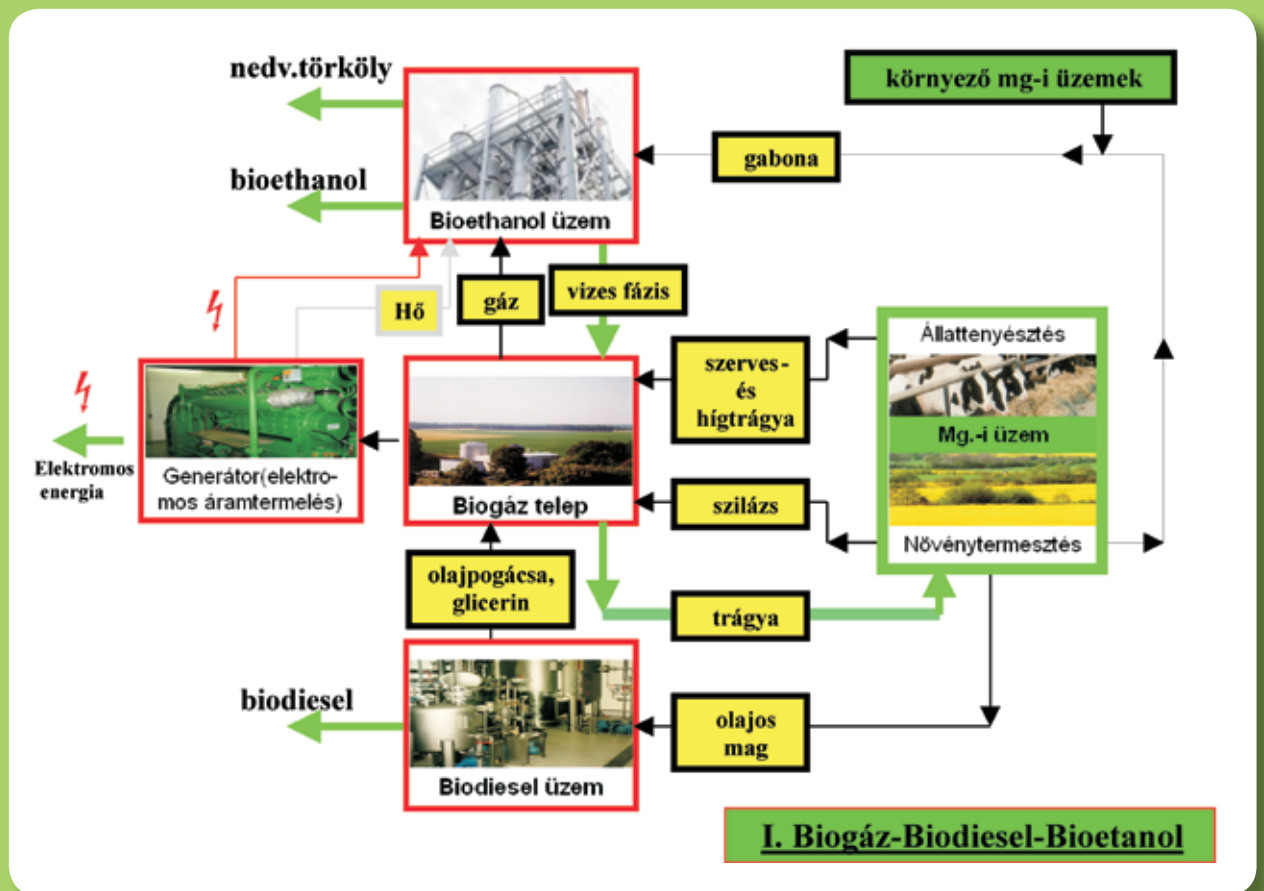 nedv.törköly
bioethanol
Bioethanol üzem
környező mg-i üzemek
gabona
Hő
gáz
vizes fázis
Elektromos
energia
Generátor(elektro-
mos áramtermelés)
Biogáz telep
szerves-
és
hígtrágya
szilázs
Állattenyésztés
Mg.-i üzem
Növénytermesztés
olajpogácsa,
glicerin
trágya
biodiesel
Biodiesel üzem
olajos
mag
I. Biogáz-Biodiesel-Bioetanol